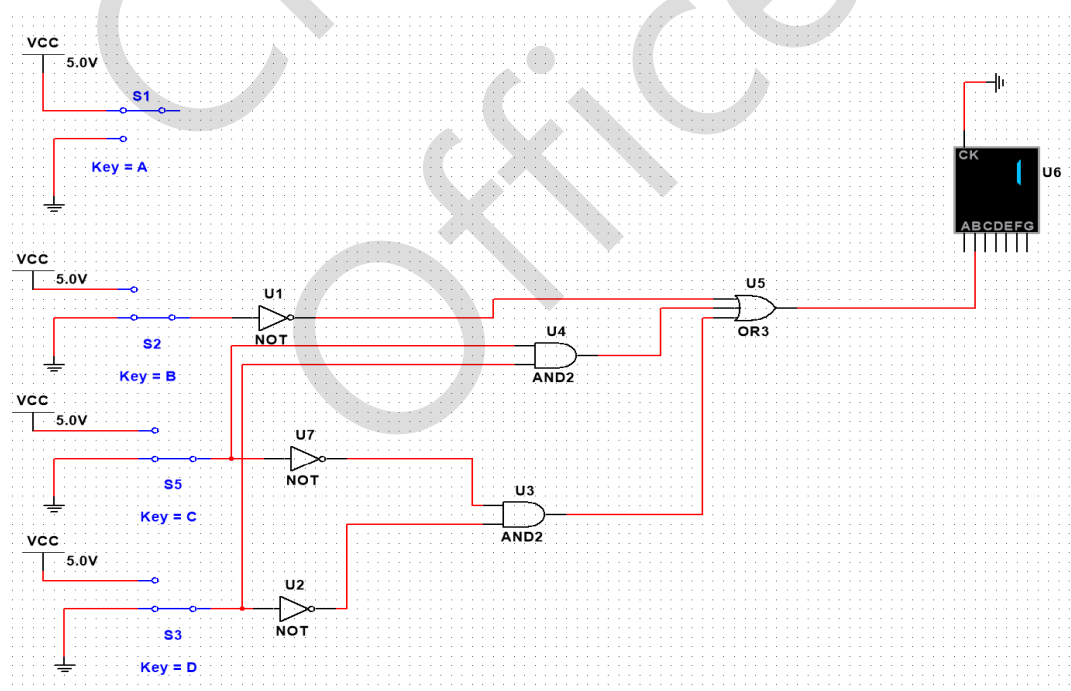 VCC
5.0V
S1
Key = A
CK
U6
ABCDEFG
VCC
5.0V
U1
NOT
S2
Key = B
U5
OR3
U4
AND2
VCC
5.0V
U7
NOT
S5
Key = C
U3
AND2
VCC
5.0V
U2
NOT
S3
Key = D
Office